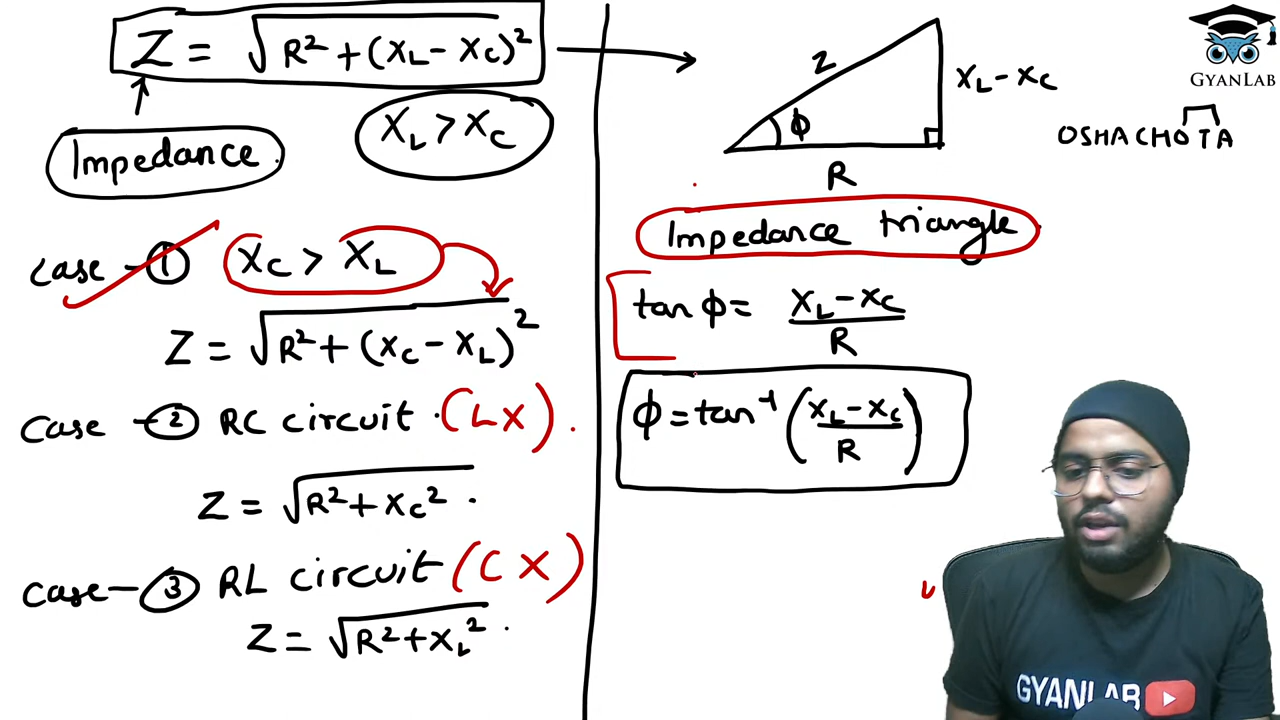 Z = √R² + (XL - XC)²
Impedance
XL > XC
case - ① XC > XL
Z = √R² + (XC - XL)²
case - ② RC circuit . (L X) .
Z = √R² + XC² .
case - ③ RL circuit (C X)
Z = √R² + XL² .
Z
XL - XC
ϕ
R
Impedance triangle
tan ϕ = XL - XC / R
ϕ = tan⁻¹ (XL - XC / R)
GYANLAB
OSHACHOTA
GYANLAB